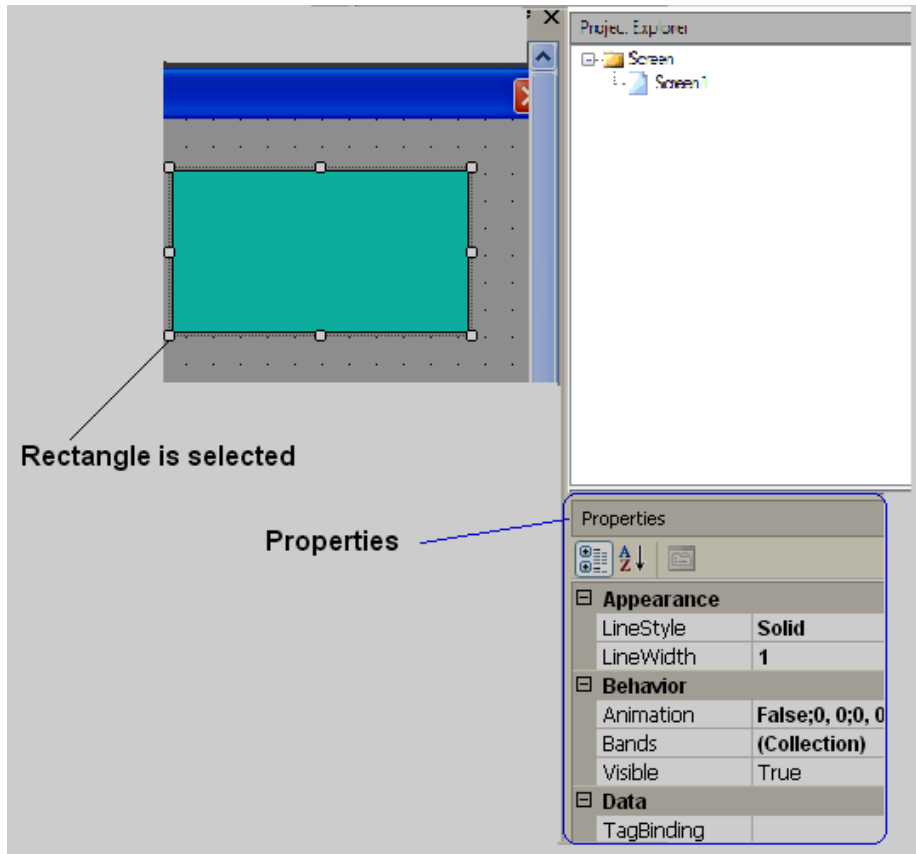 Project Explorer
Screen
Screen1
Rectangle is selected
Properties
Properties
A
Z
Appearance
LineStyle Solid
LineWidth 1
Behavior
Animation False;0, 0;0, 0
Bands (Collection)
Visible True
Data
TagBinding